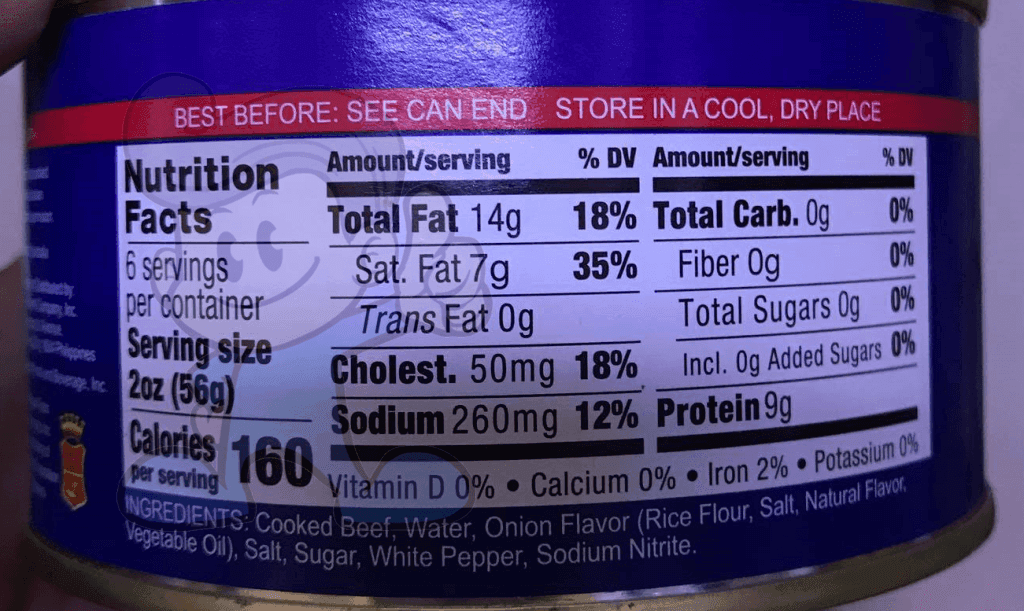 BEST BEFORE: SEE CAN END STORE IN A COOL, DRY PLACE
Nutrition
Facts
6 servings
per container
Serving size
2oz (56g)
Calories 160
per serving
Amount/serving % DV
Total Fat 14g 18%
Sat. Fat 7g 35%
Trans Fat 0g
Cholest. 50mg 18%
Sodium 260mg 12%
Amount/serving % DV
Total Carb. 0g 0%
Fiber 0g 0%
Total Sugars 0g 0%
Incl. 0g Added Sugars 0%
Protein 9g
Vitamin D 0% • Calcium 0% • Iron 2% • Potassium 0%
INGREDIENTS: Cooked Beef, Water, Onion Flavor (Rice Flour, Salt, Natural Flavor,
Vegetable Oil), Salt, Sugar, White Pepper, Sodium Nitrite.